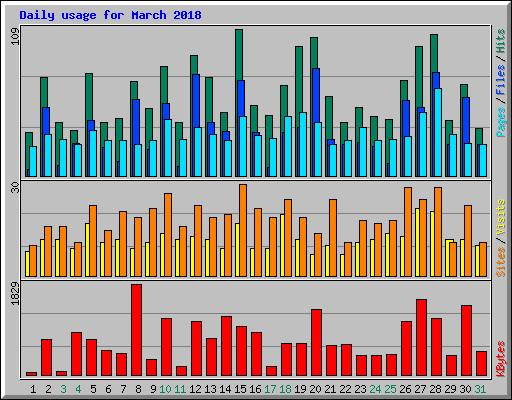 Daily usage for March 2018
109
Pages / Files / Hits
30
Sites / Visits
1829
KBytes
1 2 3 4 5 6 7 8 9 10 11 12 13 14 15 16 17 18 19 20 21 22 23 24 25 26 27 28 29 30 31